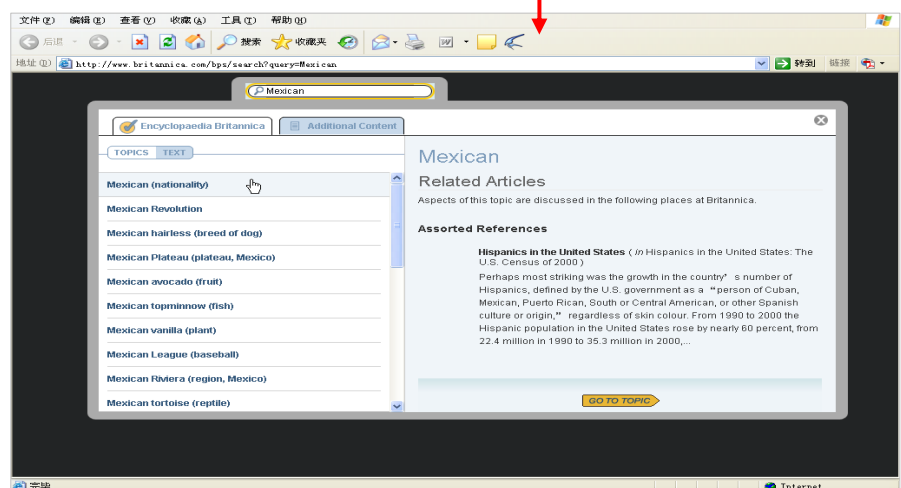 文件(F) 编辑(E) 查看(V) 收藏(A) 工具(T) 帮助(H)
后退 搜索 收藏夹
地址(D) http://www.britannica.com/bps/search?query=Mexican 转到 链接
Mexican
Encyclopaedia Britannica Additional Content
TOPICS TEXT
Mexican (nationality)
Mexican Revolution
Mexican hairless (breed of dog)
Mexican Plateau (plateau, Mexico)
Mexican avocado (fruit)
Mexican topminnow (fish)
Mexican vanilla (plant)
Mexican League (baseball)
Mexican Riviera (region, Mexico)
Mexican tortoise (reptile)
Mexican
Related Articles
Aspects of this topic are discussed in the following places at Britannica.
Assorted References
Hispanics in the United States ( in Hispanics in the United States: The
U.S. Census of 2000 )
Perhaps most striking was the growth in the country’ s number of
Hispanics, defined by the U.S. government as a “person of Cuban,
Mexican, Puerto Rican, South or Central American, or other Spanish
culture or origin,” regardless of skin colour. From 1990 to 2000 the
Hispanic population in the United States rose by nearly 60 percent, from
22.4 million in 1990 to 35.3 million in 2000,...
GO TO TOPIC
完毕 Internet